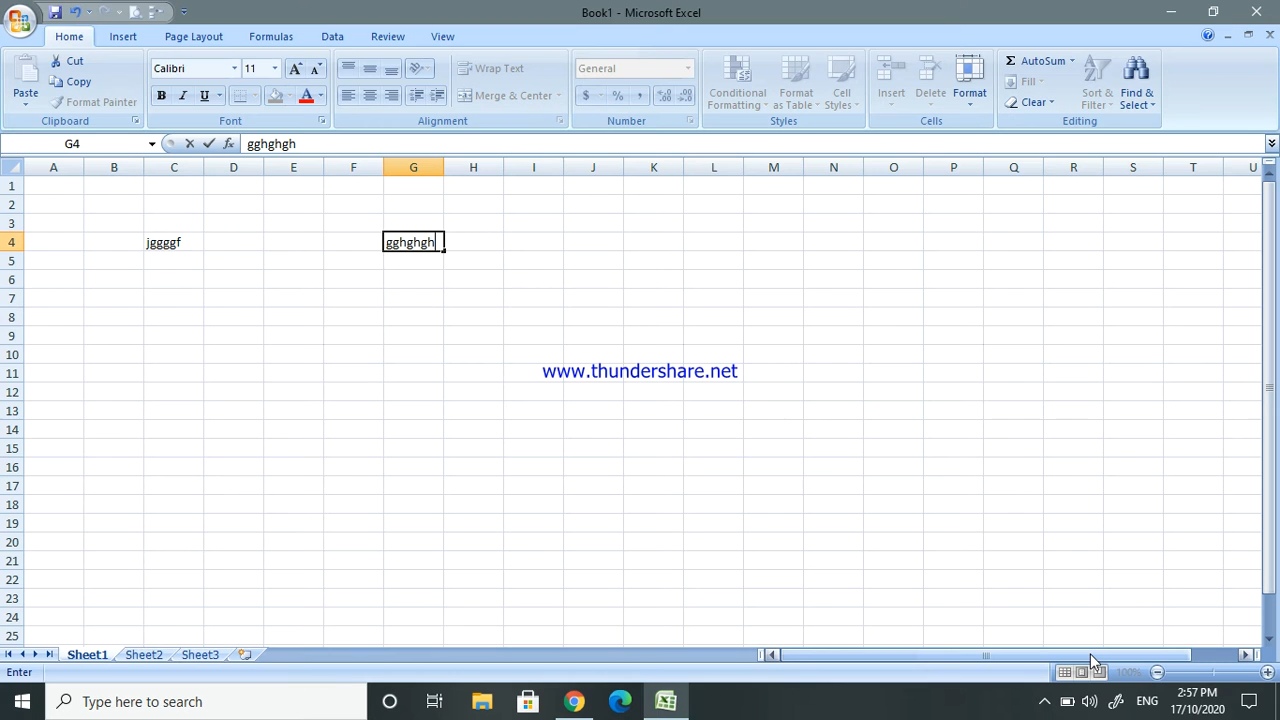 Book1 - Microsoft Excel
Home Insert Page Layout Formulas Data Review View
Paste Cut Copy Format Painter Clipboard
Calibri 11 A A B I U A Font
Wrap Text Merge & Center Alignment
General $ % , Number
Conditional Formatting Format as Table Cell Styles Styles
Insert Delete Format Cells
Σ AutoSum Fill Clear Sort & Filter Find & Select Editing
G4 fx gghghgh
A B C D E F G H I J K L M N O P Q R S T U
1
2
3
4 jggggf gghghgh
5
6
7
8
9
10
11
www.thundershare.net
12
13
14
15
16
17
18
19
20
21
22
23
24
25
Sheet1 Sheet2 Sheet3
Enter 100%
Type here to search
ENG 2:57 PM
17/10/2020